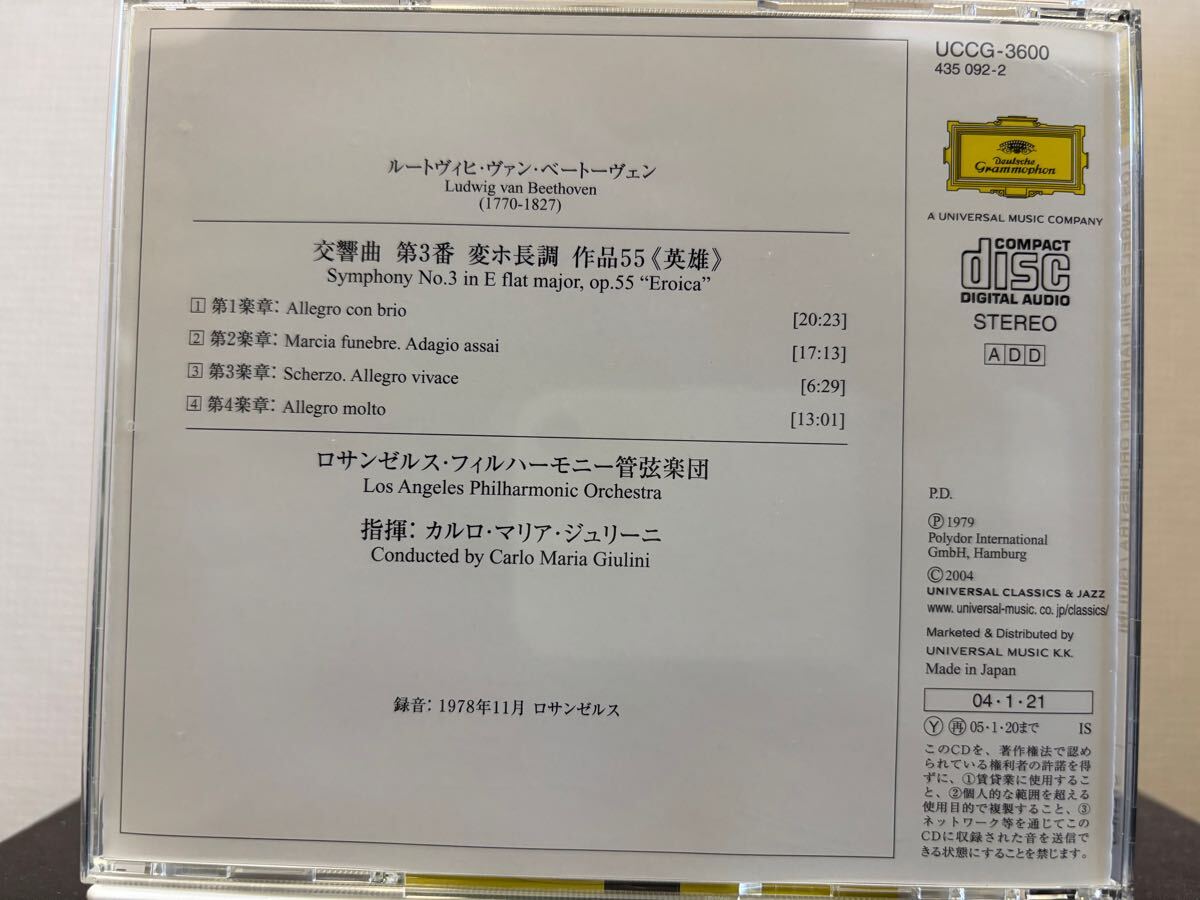 ルートヴィヒ・ヴァン・ベートーヴェン
Ludwig van Beethoven
(1770-1827)
交響曲 第3番 変ホ長調 作品55《英雄》
Symphony No.3 in E flat major, op.55 “Eroica”
1 第1楽章: Allegro con brio [20:23]
2 第2楽章: Marcia funebre. Adagio assai [17:13]
3 第3楽章: Scherzo. Allegro vivace [6:29]
4 第4楽章: Allegro molto [13:01]
ロサンゼルス・フィルハーモニー管弦楽団
Los Angeles Philharmonic Orchestra
指揮: カルロ・マリア・ジュリーニ
Conducted by Carlo Maria Giulini
録音: 1978年11月 ロサンゼルス
UCCG-3600
435 092-2
Deutsche
Grammophon
A UNIVERSAL MUSIC COMPANY
COMPACT
disc
DIGITAL AUDIO
STEREO
ADD
P.D.
Ⓟ1979
Polydor International
GmbH, Hamburg
©2004
UNIVERSAL CLASSICS & JAZZ
www.universal-music.co.jp/classics/
Marketed & Distributed by
UNIVERSAL MUSIC K.K.
Made in Japan
04・1・21
Ⓨ 再 05・1・20まで IS
このCDを、著作権法で認め
られている権利者の許諾を得
ずに、①賃貸業に使用するこ
と、②個人的な範囲を超える
使用目的で複製すること、③
ネットワーク等を通じてこの
CDに収録された音を送信で
きる状態にすることを禁じます。
LOS ANGELES PHILHARMONIC ORCHESTRA / GIULINI